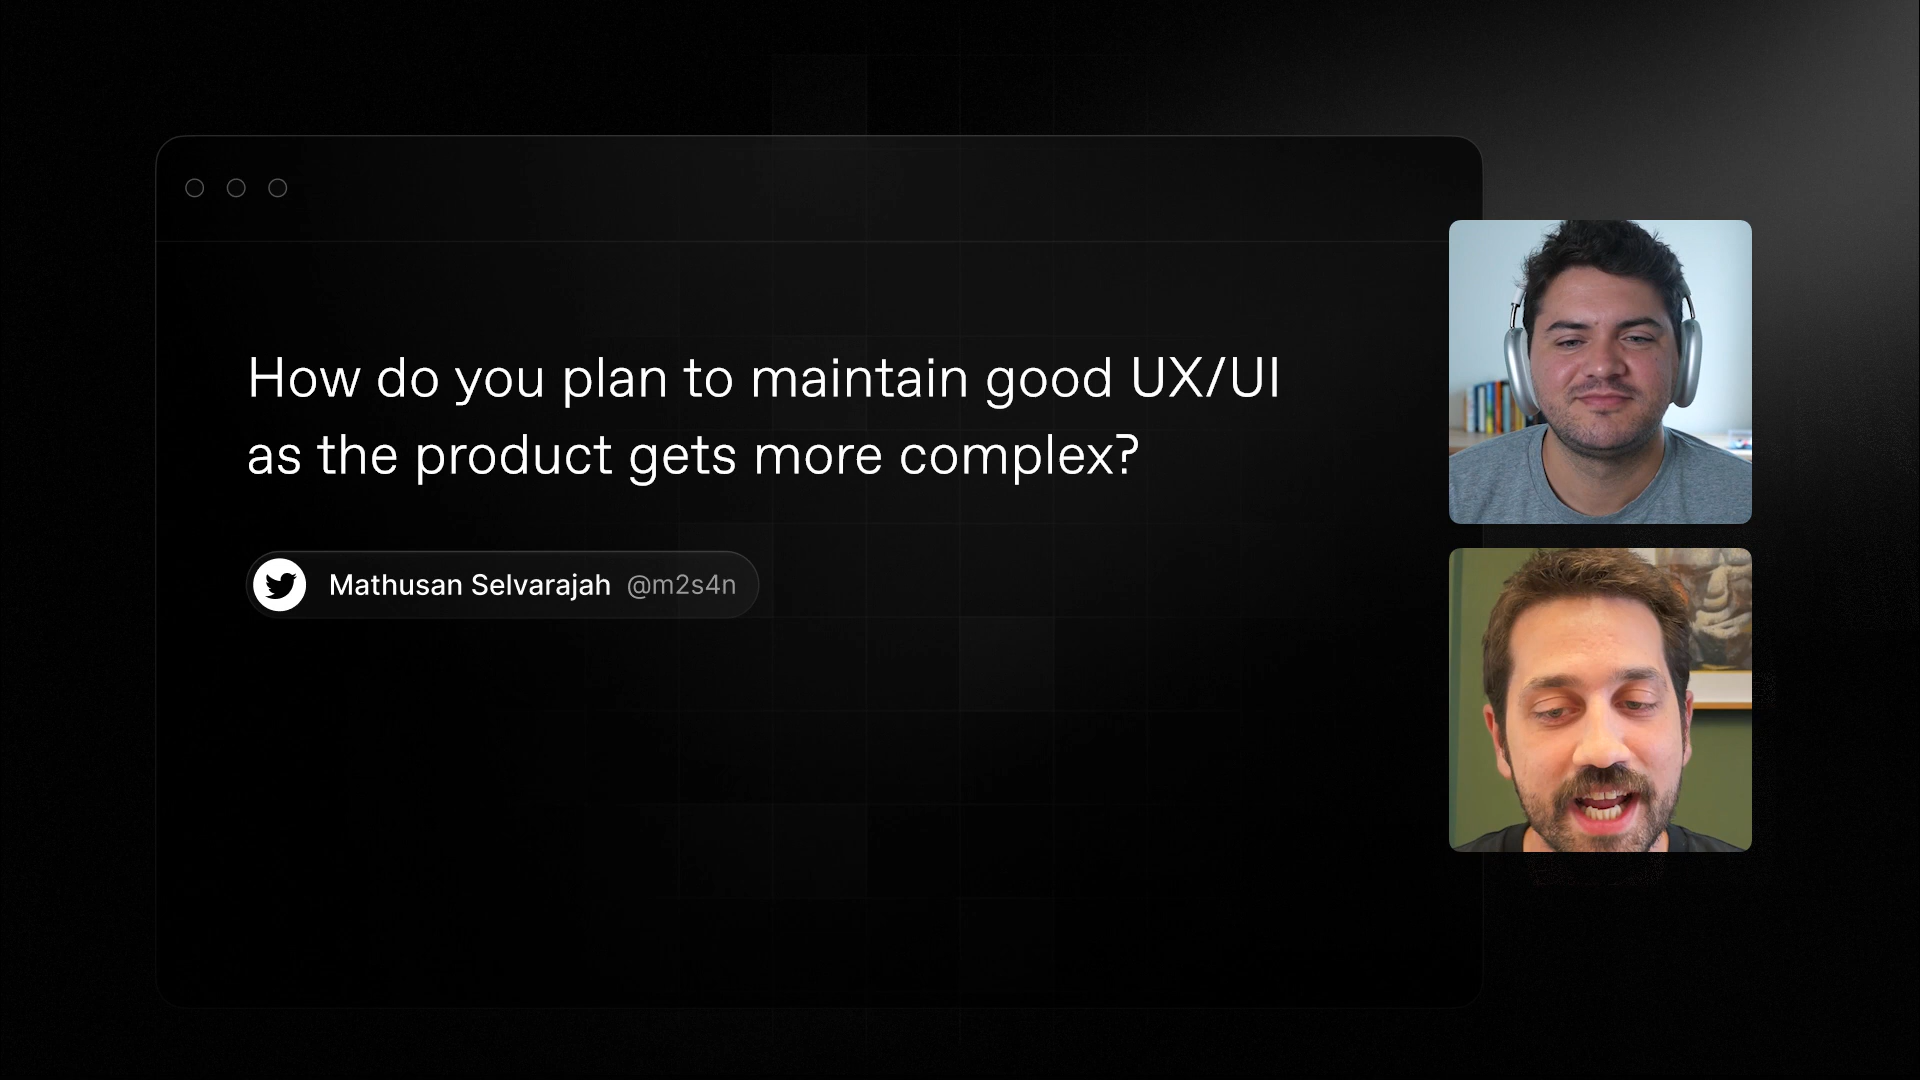 How do you plan to maintain good UX/UI
as the product gets more complex?
Mathusan Selvarajah @m2s4n